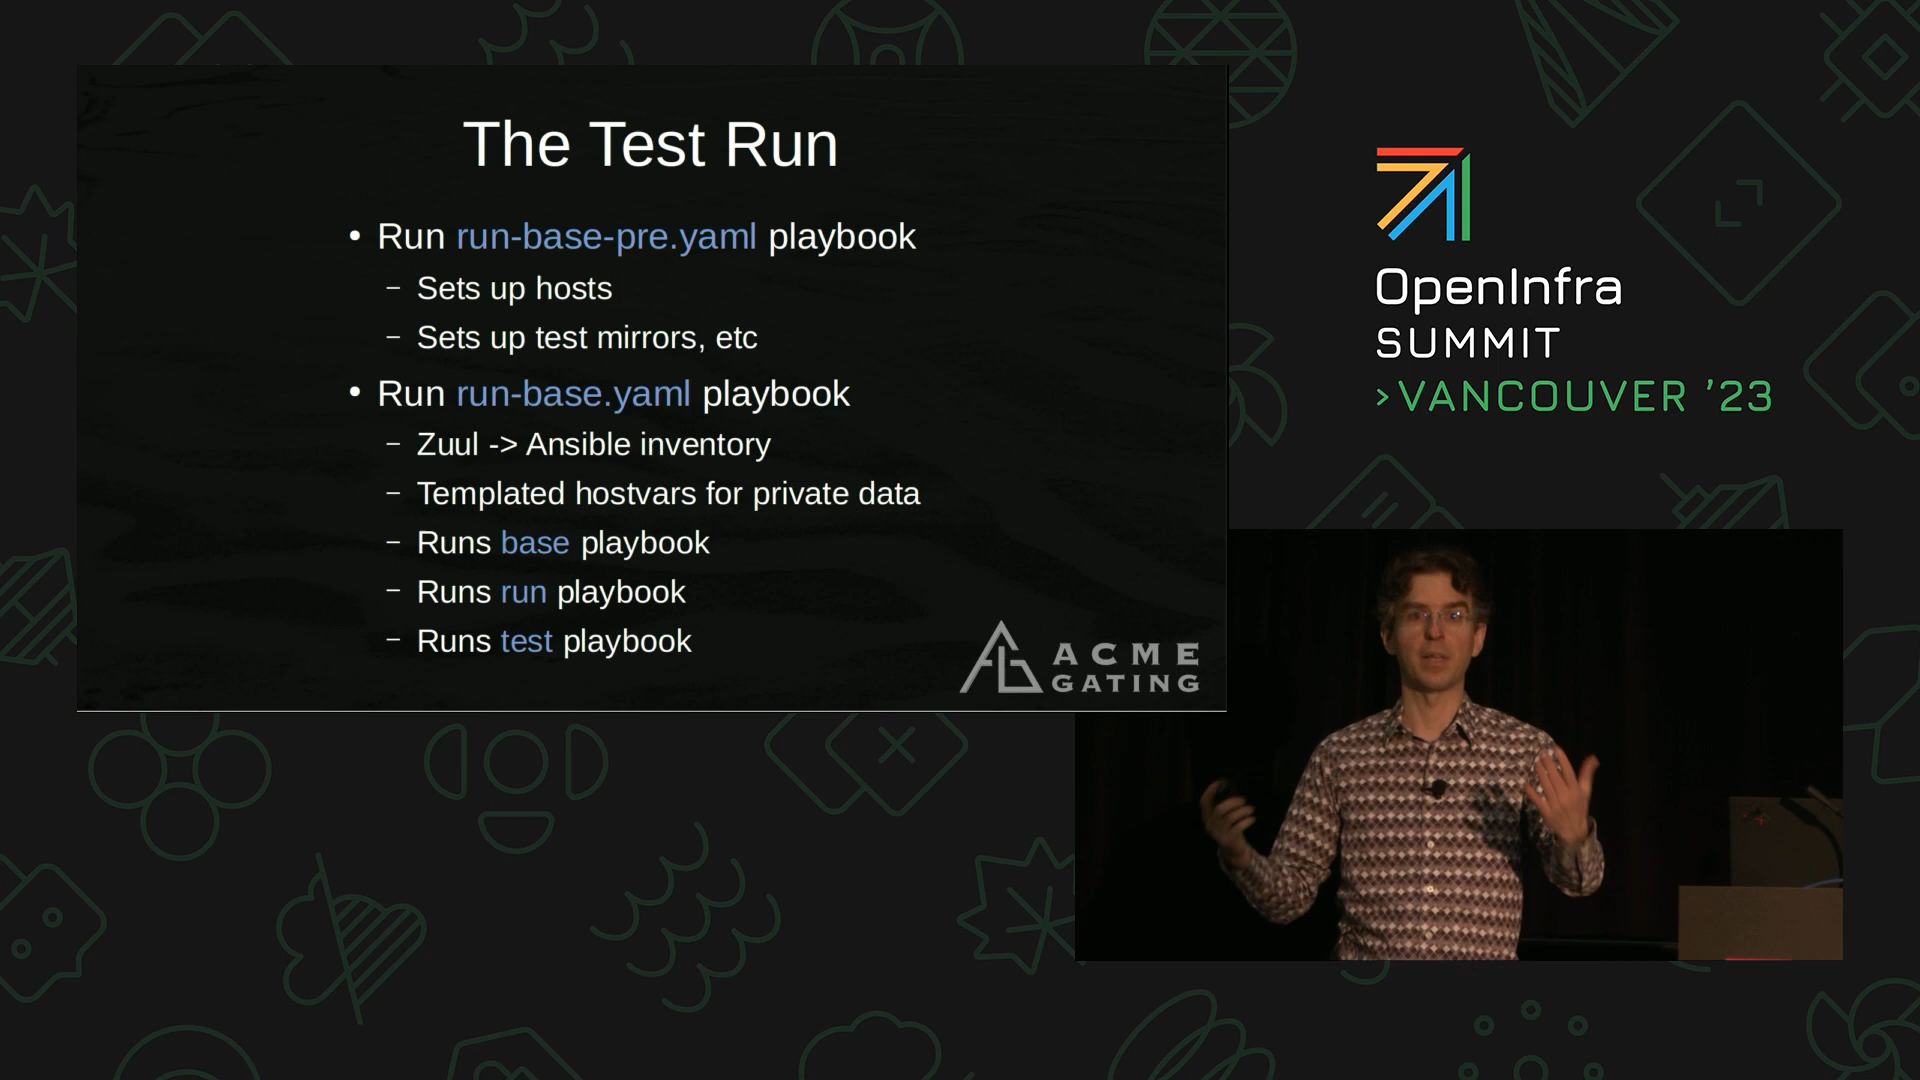 The Test Run
• Run run-base-pre.yaml playbook
– Sets up hosts
– Sets up test mirrors, etc
• Run run-base.yaml playbook
– Zuul -> Ansible inventory
– Templated hostvars for private data
– Runs base playbook
– Runs run playbook
– Runs test playbook
ACME
GATING
OpenInfra
SUMMIT
>VANCOUVER ’23